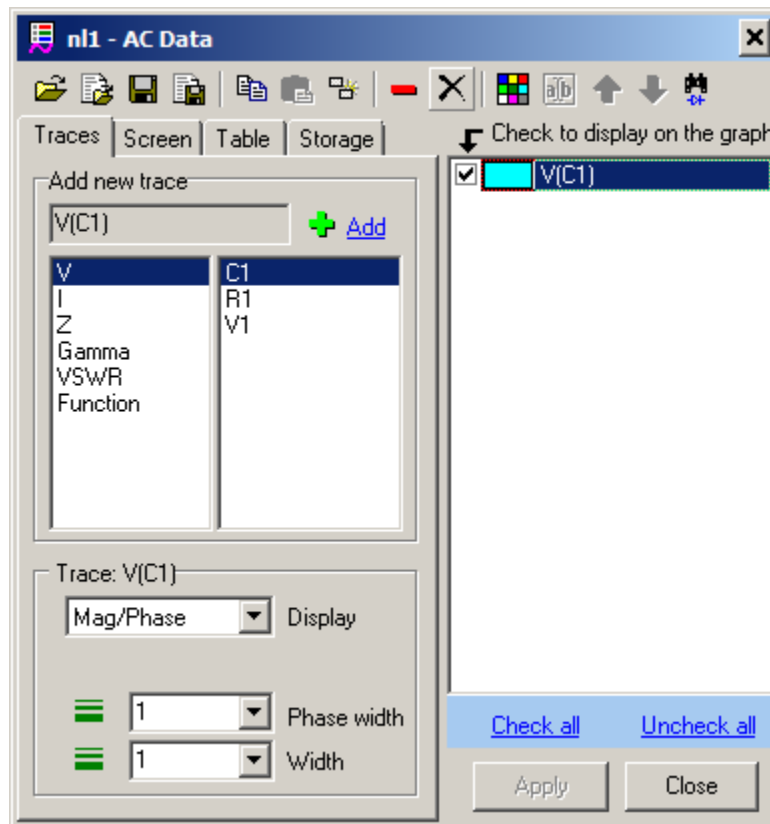 nl1 - AC Data
Traces
Screen
Table
Storage
Check to display on the graph
Add new trace
V(C1)
Add
V
I
Z
Gamma
VSWR
Function
C1
R1
V1
V(C1)
Trace: V(C1)
Mag/Phase
Display
1
Phase width
1
Width
Check all
Uncheck all
Apply
Close